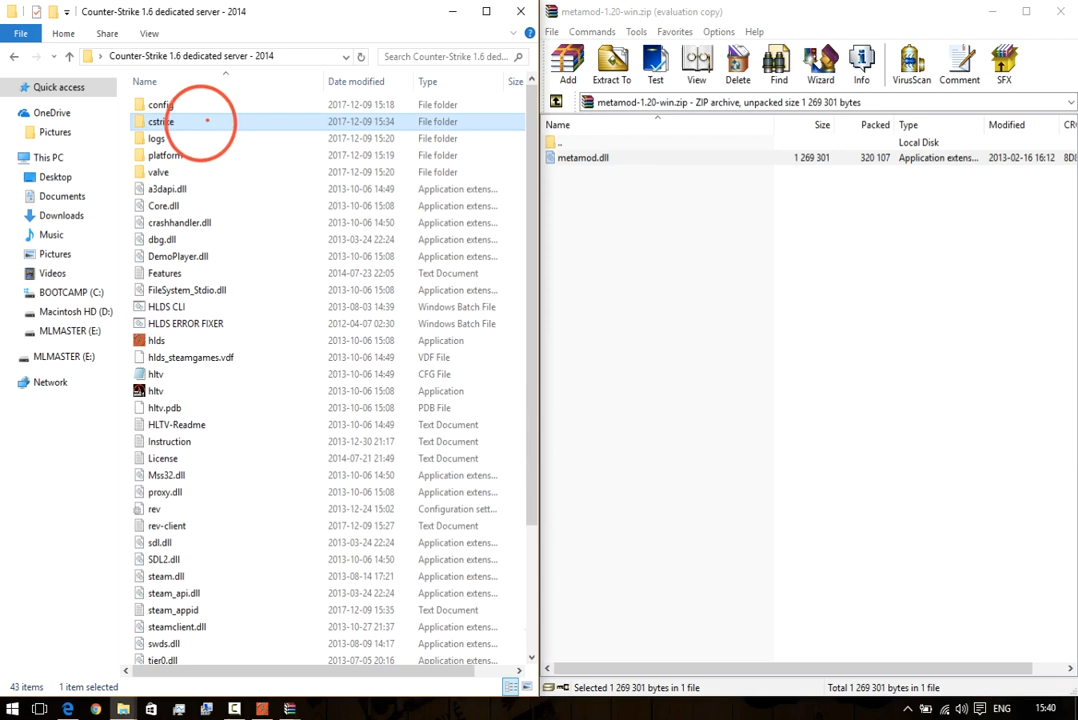 Counter-Strike 1.6 dedicated server - 2014
File Home Share View
Counter-Strike 1.6 dedicated server - 2014 Search Counter-Strike 1.6 ded...
Name Date modified Type Size
Quick access
OneDrive
Pictures
This PC
Desktop
Documents
Downloads
Music
Pictures
Videos
BOOTCAMP (C:)
Macintosh HD (D:)
MLMASTER (E:)
MLMASTER (E:)
Network
config 2017-12-09 15:18 File folder
cstrike 2017-12-09 15:34 File folder
logs 2017-12-09 15:20 File folder
platform 2017-12-09 15:19 File folder
valve 2017-12-09 15:20 File folder
a3dapi.dll 2013-10-06 14:49 Application extens...
Core.dll 2013-10-06 15:08 Application extens...
crashhandler.dll 2013-10-06 14:50 Application extens...
dbg.dll 2013-03-24 22:24 Application extens...
DemoPlayer.dll 2013-10-06 15:08 Application extens...
Features 2014-07-23 22:05 Text Document
FileSystem_Stdio.dll 2013-10-06 15:08 Application extens...
HLDS CLI 2013-08-03 14:39 Windows Batch File
HLDS ERROR FIXER 2012-04-07 02:30 Windows Batch File
hlds 2013-10-06 15:08 Application
hlds_steamgames.vdf 2013-10-06 14:49 VDF File
hltv 2013-10-06 14:49 CFG File
hltv 2013-10-06 15:08 Application
hltv.pdb 2013-10-06 15:08 PDB File
HLTV-Readme 2013-10-06 14:49 Text Document
Instruction 2013-12-30 21:17 Text Document
License 2014-07-21 21:49 Text Document
Mss32.dll 2013-10-06 14:50 Application extens...
proxy.dll 2013-10-06 15:08 Application extens...
rev 2013-12-24 15:02 Configuration sett...
rev-client 2017-12-09 15:27 Text Document
sdl.dll 2013-03-24 22:24 Application extens...
SDL2.dll 2013-10-06 14:50 Application extens...
steam.dll 2013-08-14 17:21 Application extens...
steam_api.dll 2013-03-24 22:24 Application extens...
steam_appid 2017-12-09 15:35 Text Document
steamclient.dll 2013-10-27 21:37 Application extens...
swds.dll 2013-08-09 14:17 Application extens...
tier0.dll 2013-07-05 20:16 Application extens...
43 items 1 item selected
metamod-1.20-win.zip (evaluation copy)
File Commands Tools Favorites Options Help
Add Extract To Test View Delete Find Wizard Info VirusScan Comment SFX
metamod-1.20-win.zip - ZIP archive, unpacked size 1 269 301 bytes
Name Size Packed Type Modified CR
.. Local Disk
metamod.dll 1 269 301 320 107 Application extens... 2013-02-16 16:12 8D8
Selected 1 269 301 bytes in 1 file Total 1 269 301 bytes in 1 file
ENG 15:40